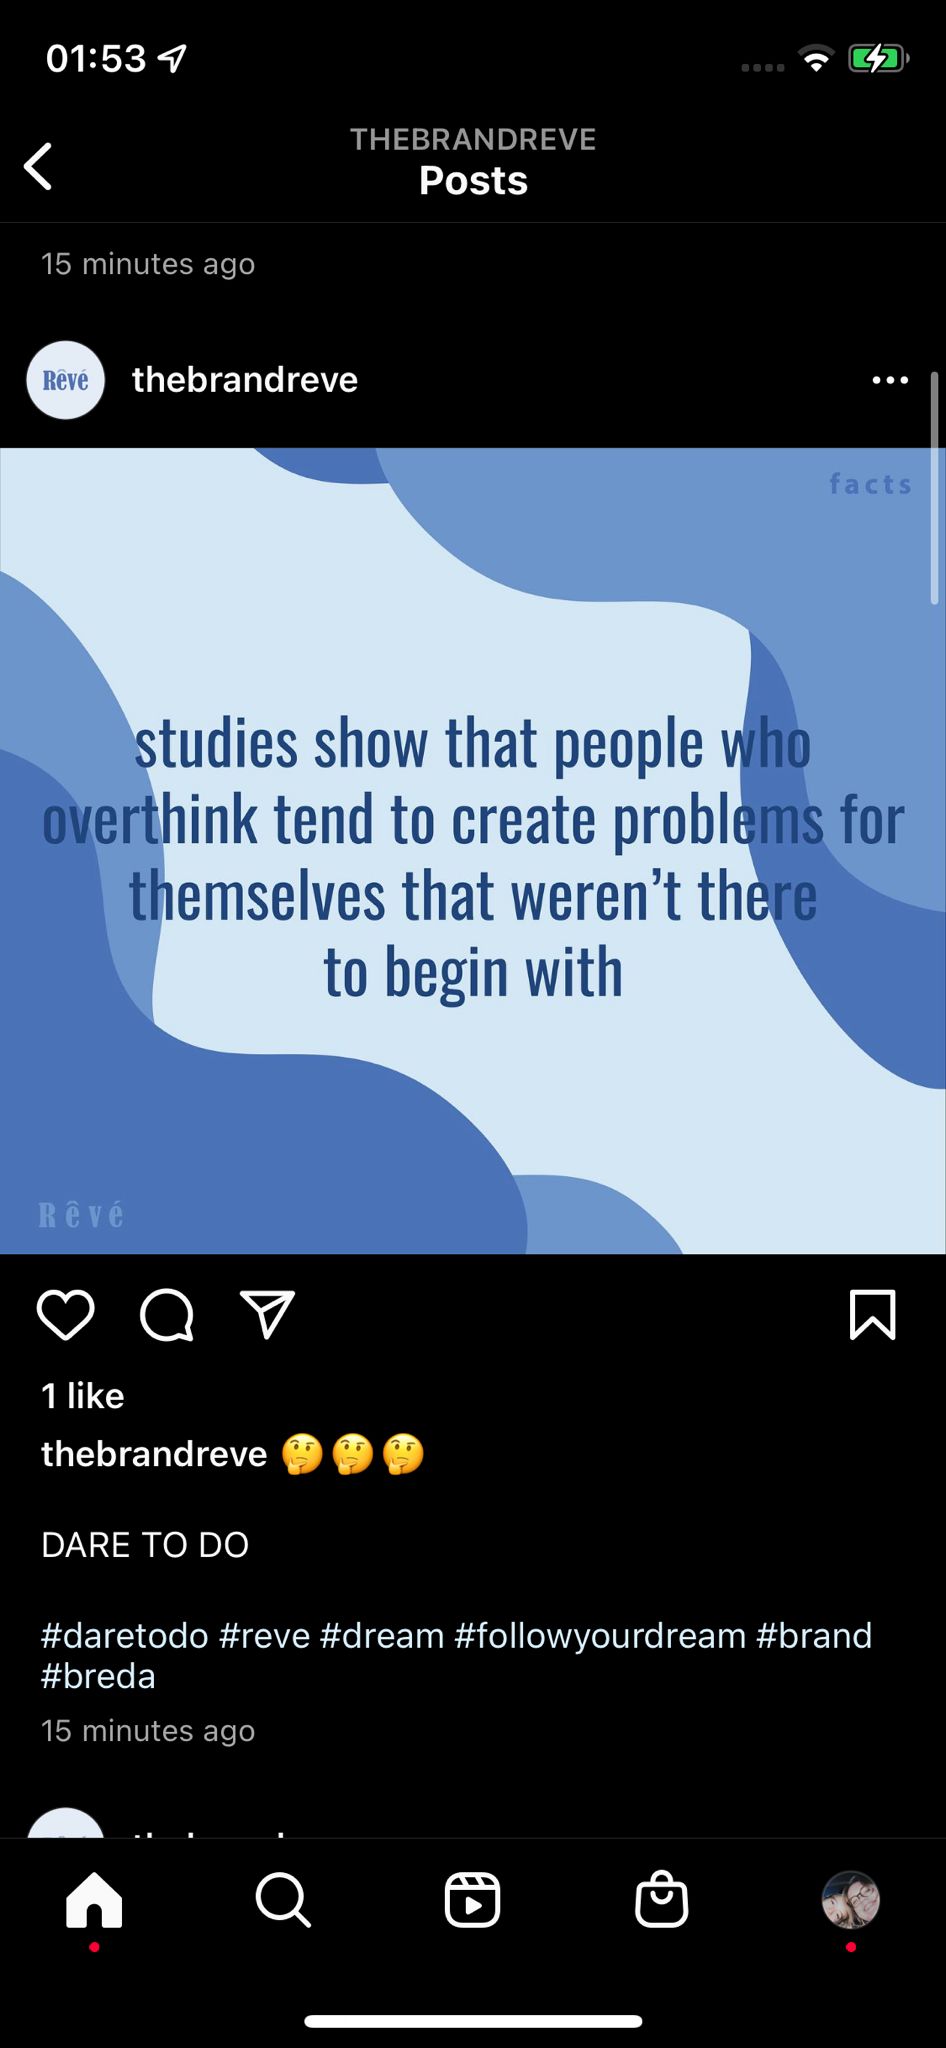 01:53
THEBRANDREVE
Posts
15 minutes ago
Rêvé
thebrandreve
facts
studies show that people who
overthink tend to create problems for
themselves that weren’t there
to begin with
Rêvé
1 like
thebrandreve 🤔🤔🤔
DARE TO DO
#daretodo #reve #dream #followyourdream #brand
#breda
15 minutes ago